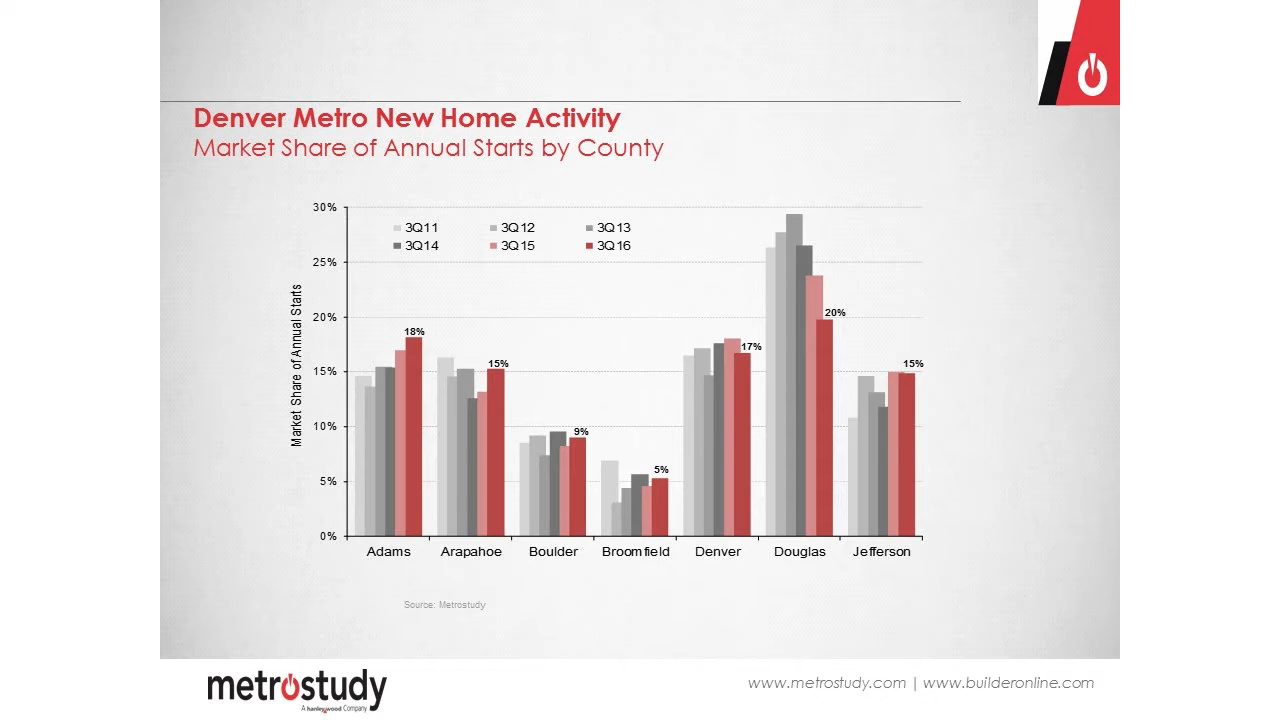 Denver Metro New Home Activity
Market Share of Annual Starts by County
30%
25%
20%
15%
10%
5%
0%
Market Share of Annual Starts
3Q11 3Q12 3Q13
3Q14 3Q15 3Q16
18%
15%
9%
5%
17%
20%
15%
Adams Arapahoe Boulder Broomfield Denver Douglas Jefferson
Source: Metrostudy
metrostudy
A hanleywood Company
www.metrostudy.com | www.builderonline.com